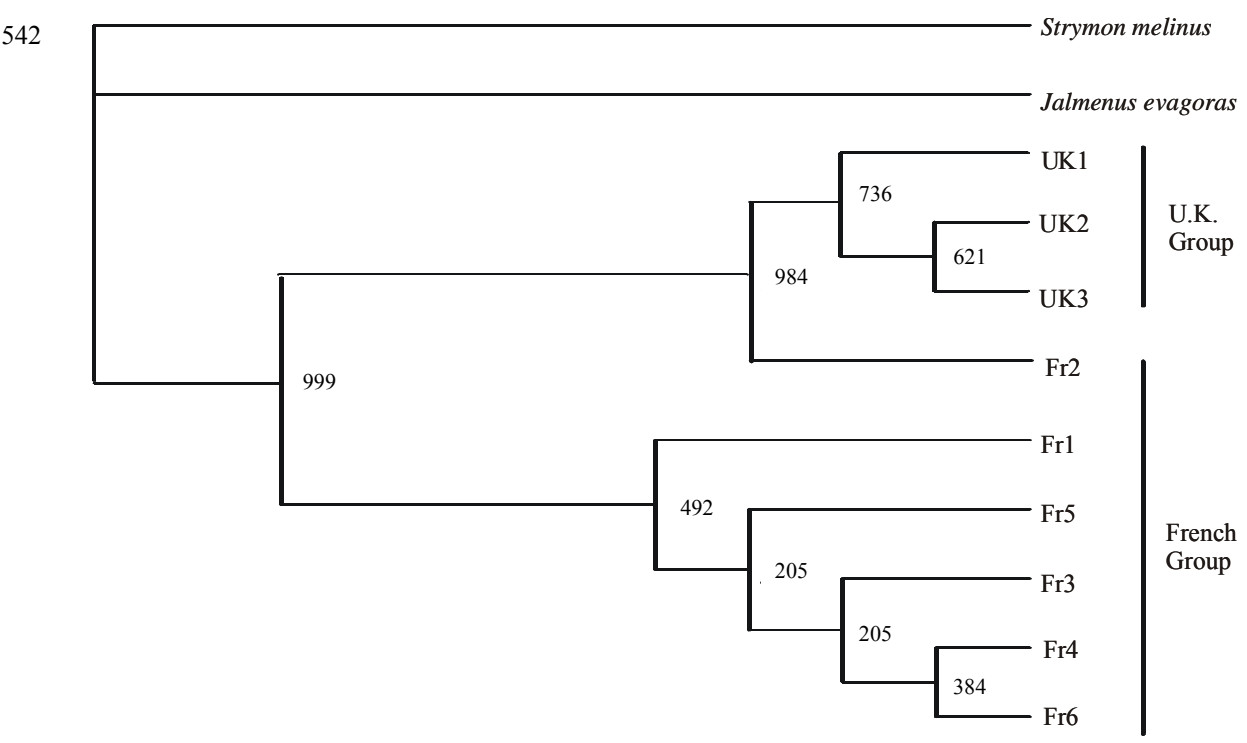 542
Strymon melinus
Jalmenus evagoras
UK1
736
UK2
U.K.
Group
621
984
UK3
Fr2
999
Fr1
492
Fr5
French
Group
205
Fr3
205
Fr4
384
Fr6